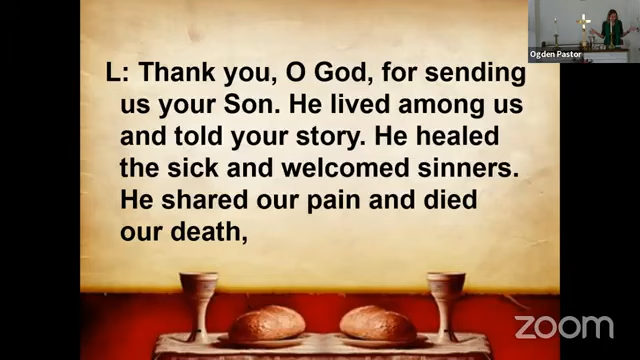 Ogden Pastor
L: Thank you, O God, for sending
us your Son. He lived among us
and told your story. He healed
the sick and welcomed sinners.
He shared our pain and died
our death,
zoom